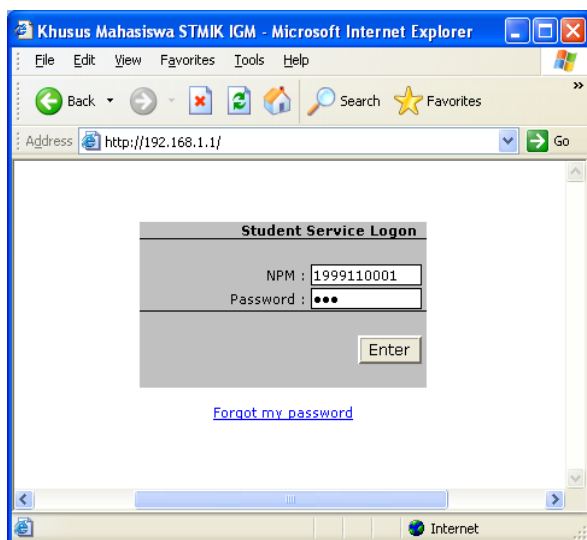 Khusus Mahasiswa STMIK IGM - Microsoft Internet Explorer
File Edit View Favorites Tools Help
Back Search Favorites »
Address http://192.168.1.1/ Go
Student Service Logon
NPM : 1999110001
Password : •••
Enter
Forgot my password
Internet